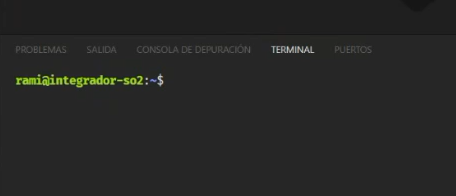 PROBLEMAS SALIDA CONSOLA DE DEPURACIÓN TERMINAL PUERTOS
rami@integrador-so2:~$